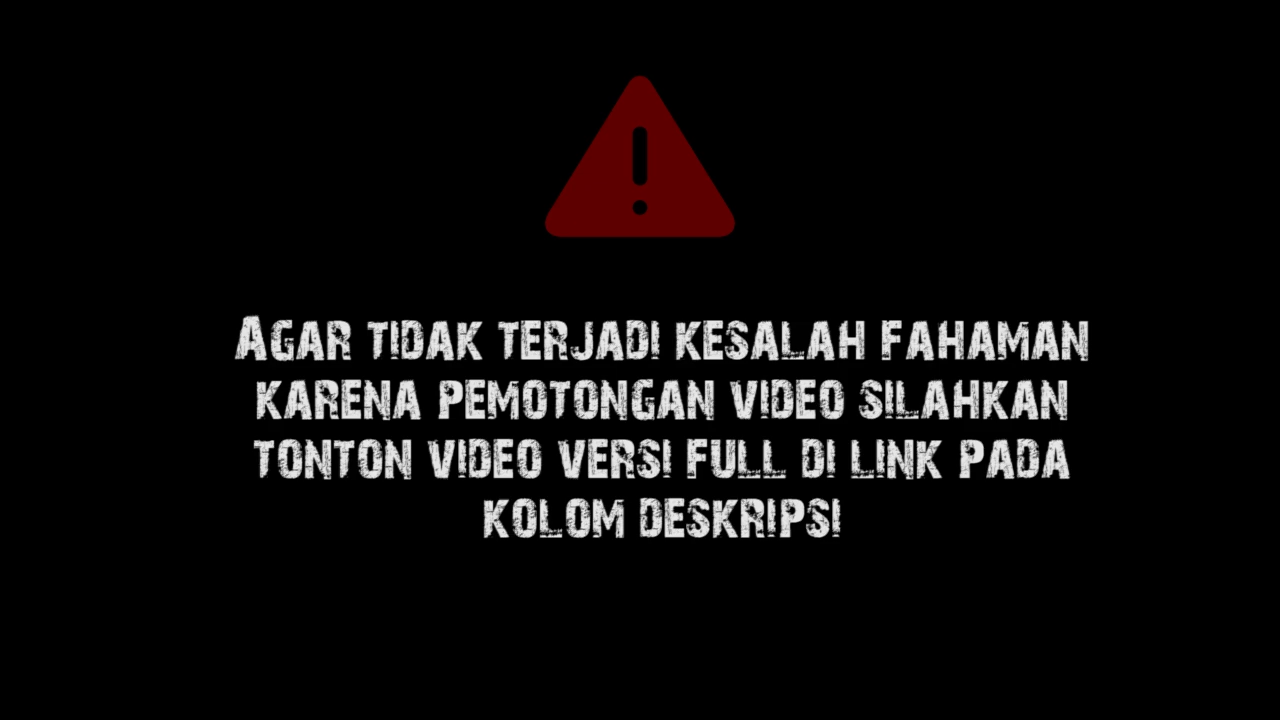 Agar tidak terjadi kesalah fahaman
karena pemotongan video silahkan
tonton video versi full di link pada
kolom deskripsi